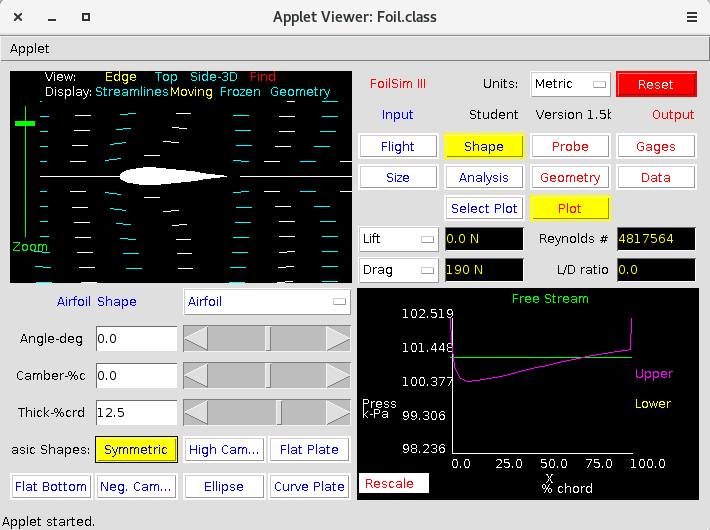 Applet Viewer: Foil.class
Applet
View: Edge Top Side-3D Find
Display: Streamlines Moving Frozen Geometry
Zoom
FoilSim III Units: Metric Reset
Input Student Version 1.5b Output
Flight Shape Probe Gages
Size Analysis Geometry Data
Select Plot Plot
Lift 0.0 N Reynolds # 4817564
Drag 190 N L/D ratio 0.0
Airfoil Shape Airfoil
Angle-deg 0.0
Camber-%c 0.0
Thick-%crd 12.5
asic Shapes: Symmetric High Cam... Flat Plate
Flat Bottom Neg. Cam... Ellipse Curve Plate
Free Stream
102.519
101.448
100.377
99.306
98.236
Press
k-Pa
Upper
Lower
0.0 25.0 50.0 75.0 100.0
X
% chord
Rescale
Applet started.